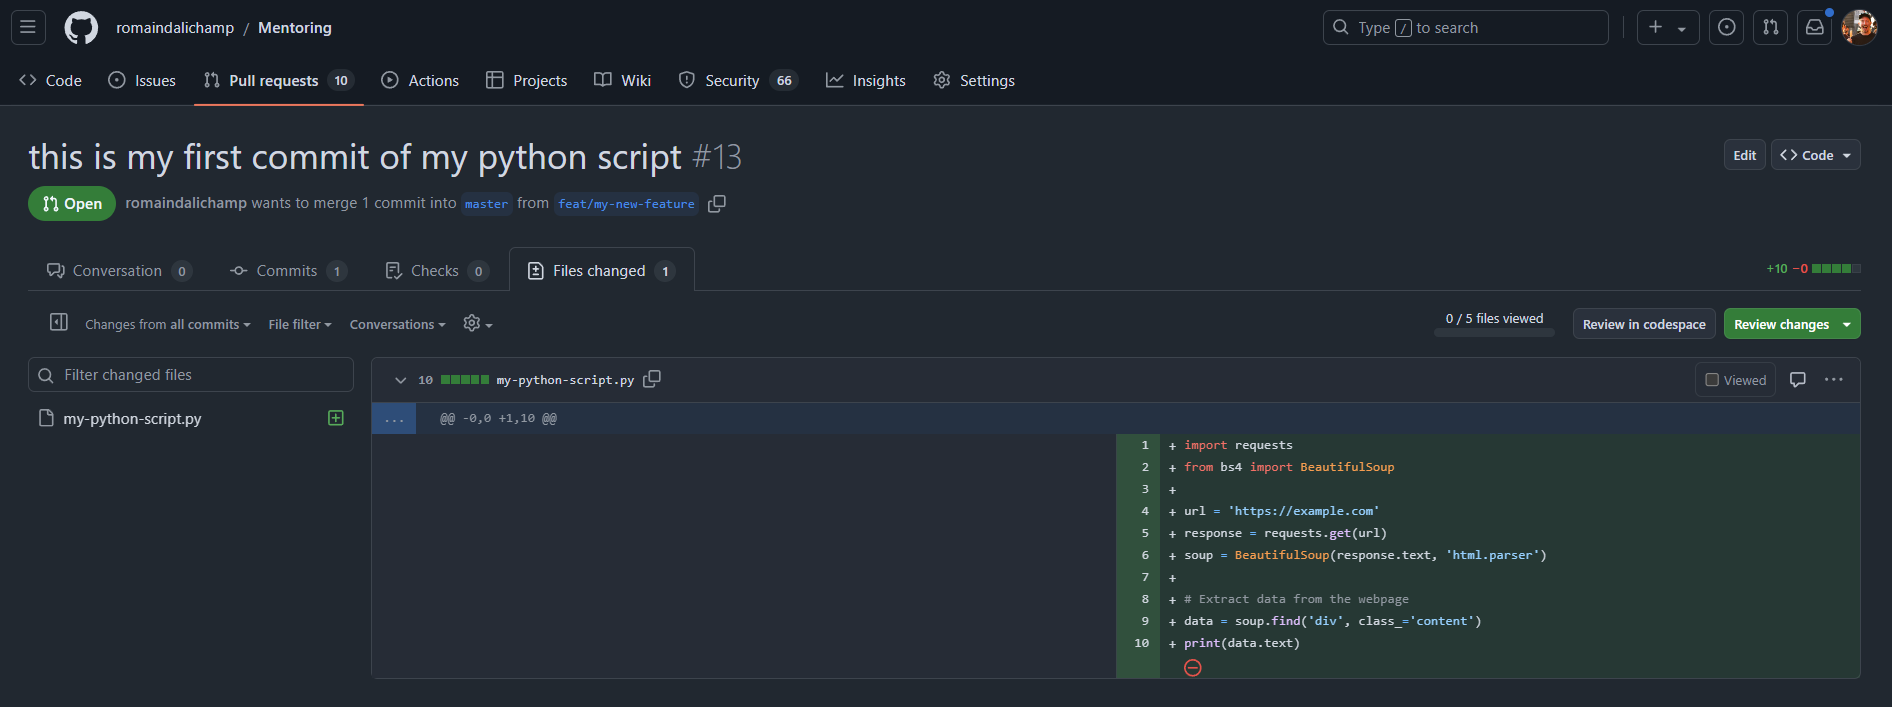 romaindalichamp / Mentoring
Type / to search
Code
Issues
Pull requests 10
Actions
Projects
Wiki
Security 66
Insights
Settings
this is my first commit of my python script #13
Edit
Code
Open
romaindalichamp wants to merge 1 commit into master from feat/my-new-feature
Conversation 0
Commits 1
Checks 0
Files changed 1
+10 −0
Changes from all commits
File filter
Conversations
0 / 5 files viewed
Review in codespace
Review changes
Filter changed files
my-python-script.py
10 my-python-script.py
Viewed
...
@@ -0,0 +1,10 @@
1 + import requests
2 + from bs4 import BeautifulSoup
3 +
4 + url = 'https://example.com'
5 + response = requests.get(url)
6 + soup = BeautifulSoup(response.text, 'html.parser')
7 +
8 + # Extract data from the webpage
9 + data = soup.find('div', class_='content')
10 + print(data.text)